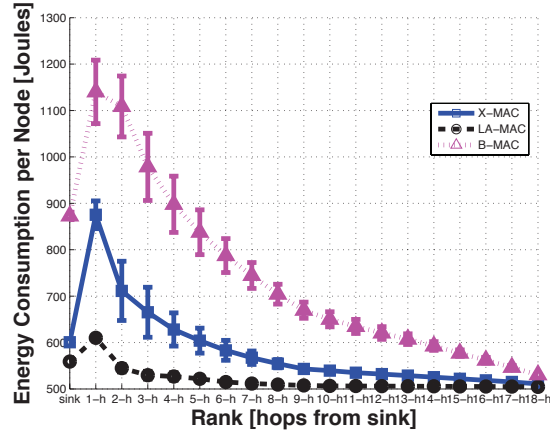 Energy Consumption per Node [Joules]
1300
1200
1100
1000
900
800
700
600
500
X-MAC
LA-MAC
B-MAC
sink 1-h 2-h 3-h 4-h 5-h 6-h 7-h 8-h 9-h 10-h 11-h 12-h 13-h 14-h 15-h 16-h 17-h 18-h
Rank [hops from sink]